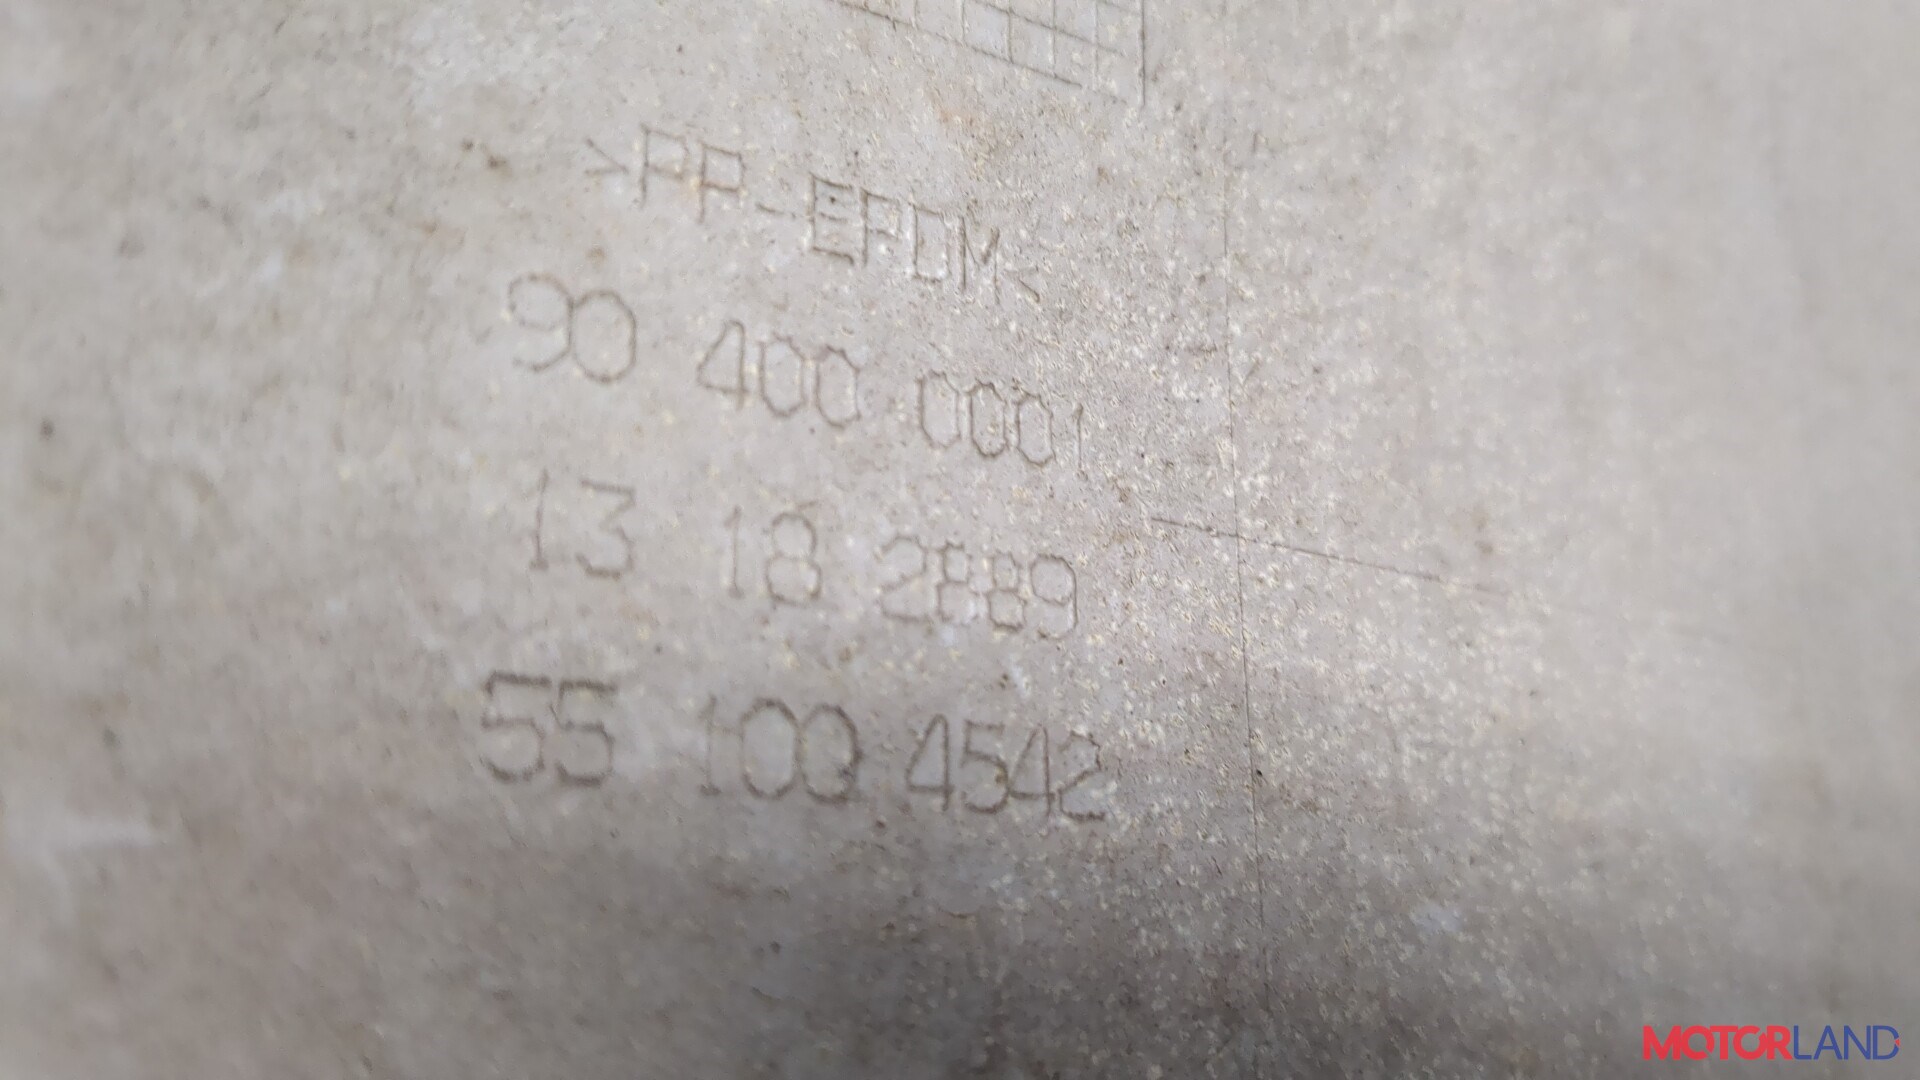 >PP-EPDM<
90 400 0001
13 18 2889
55 100 4542
MOTORLAND